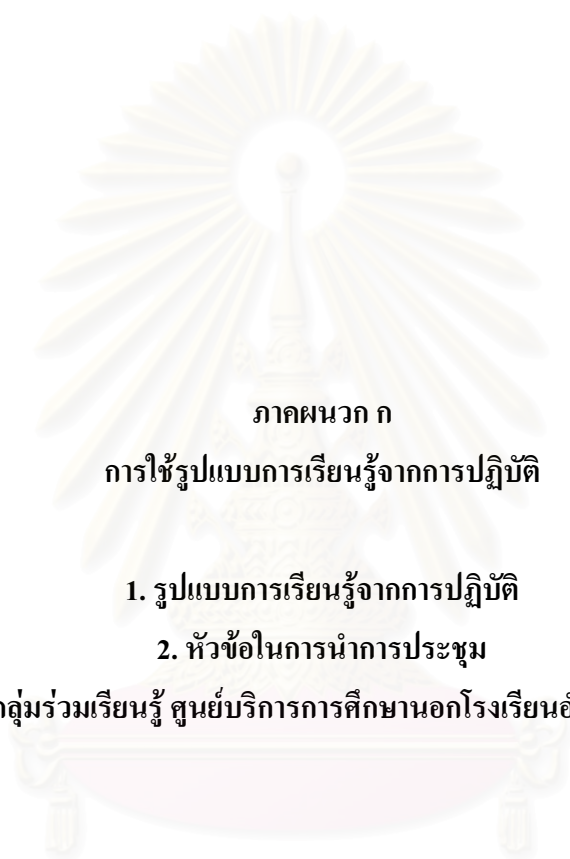 ภาคผนวก ก
การใช้รูปแบบการเรียนรู้จากการปฏิบัติ
1. รูปแบบการเรียนรู้จากการปฏิบัติ
2. หัวข้อในการนำการประชุม
กลุ่มร่วมเรียนรู้ ศูนย์บริการการศึกษานอกโรงเรียน